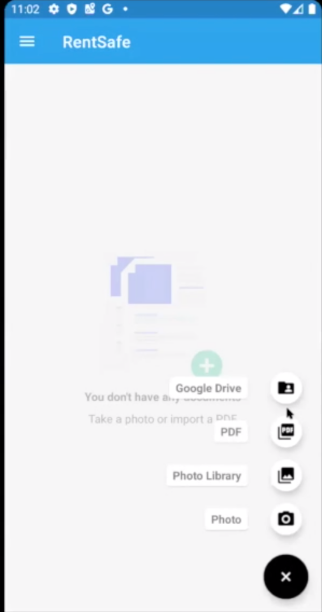 11:02
RentSafe
Google Drive
You don't have any documents
Take a photo or import a PDF
PDF
PDF
Photo Library
Photo